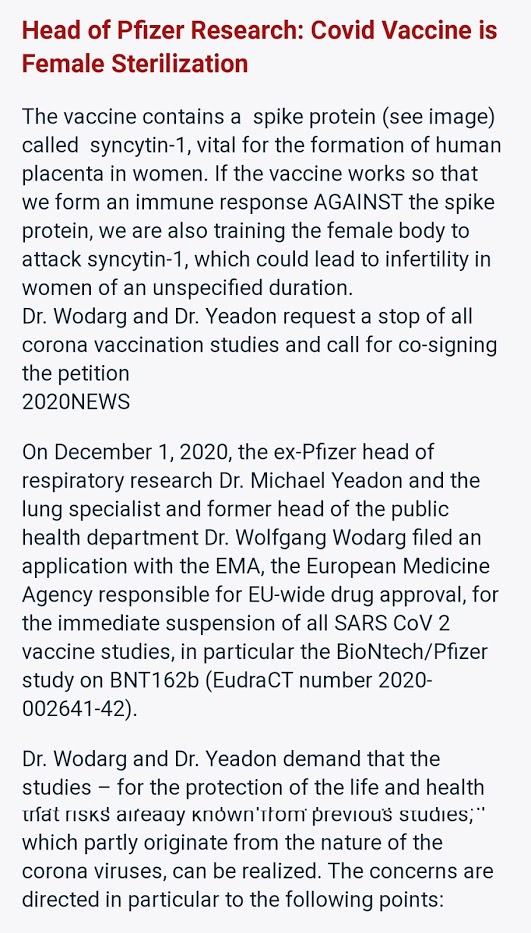 Head of Pfizer Research: Covid Vaccine is
Female Sterilization
The vaccine contains a spike protein (see image)
called syncytin-1, vital for the formation of human
placenta in women. If the vaccine works so that
we form an immune response AGAINST the spike
protein, we are also training the female body to
attack syncytin-1, which could lead to infertility in
women of an unspecified duration.
Dr. Wodarg and Dr. Yeadon request a stop of all
corona vaccination studies and call for co-signing
the petition
2020NEWS
On December 1, 2020, the ex-Pfizer head of
respiratory research Dr. Michael Yeadon and the
lung specialist and former head of the public
health department Dr. Wolfgang Wodarg filed an
application with the EMA, the European Medicine
Agency responsible for EU-wide drug approval, for
the immediate suspension of all SARS CoV 2
vaccine studies, in particular the BioNtech/Pfizer
study on BNT162b (EudraCT number 2020-
002641-42).
Dr. Wodarg and Dr. Yeadon demand that the
studies – for the protection of the life and health
that risks already known from previous studies,
which partly originate from the nature of the
corona viruses, can be realized. The concerns are
directed in particular to the following points: